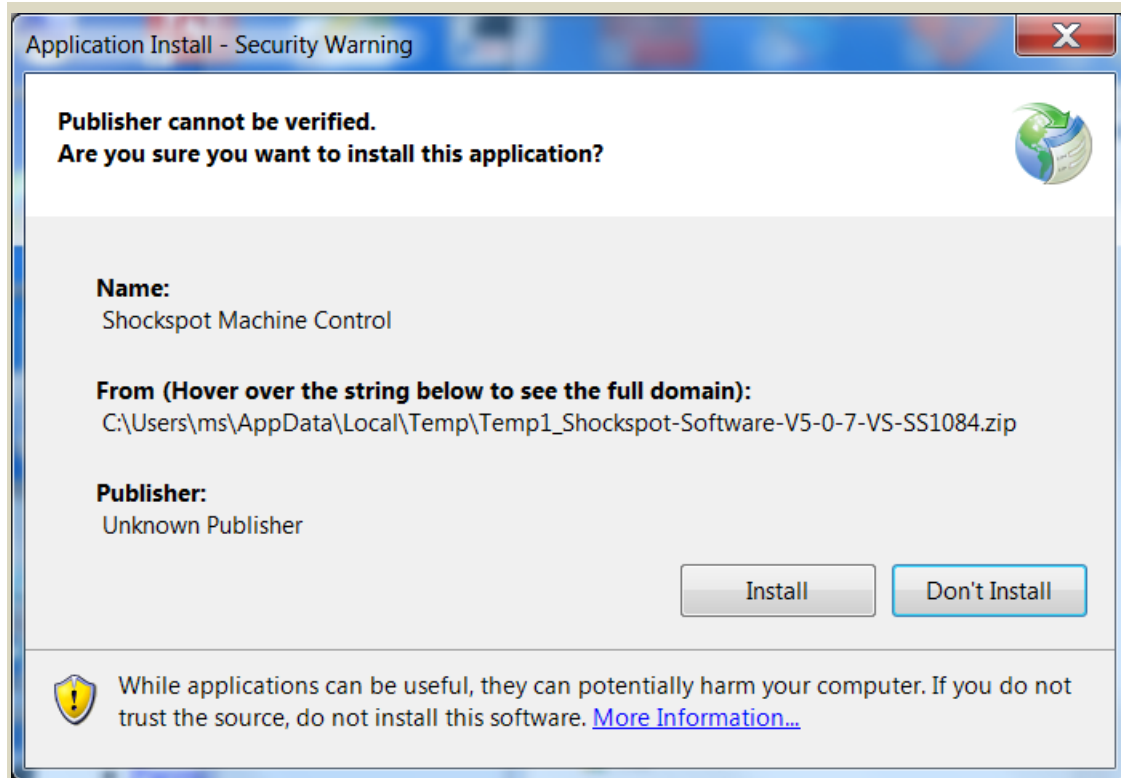 Application Install - Security Warning
Publisher cannot be verified.
Are you sure you want to install this application?
Name:
Shockspot Machine Control
From (Hover over the string below to see the full domain):
C:\Users\ms\AppData\Local\Temp\Temp1_Shockspot-Software-V5-0-7-VS-SS1084.zip
Publisher:
Unknown Publisher
Install
Don't Install
While applications can be useful, they can potentially harm your computer. If you do not
trust the source, do not install this software. More Information...